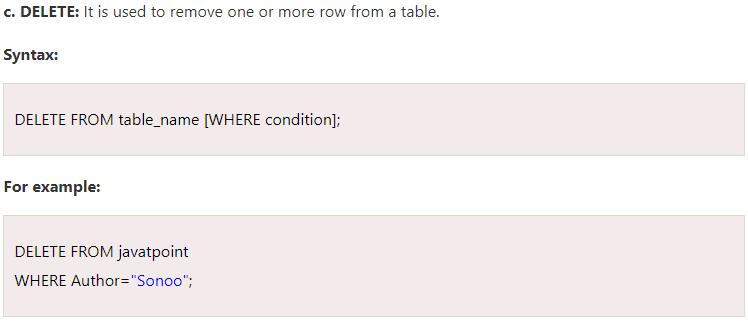 c. DELETE: It is used to remove one or more row from a table.
Syntax:
DELETE FROM table_name [WHERE condition];
For example:
DELETE FROM javatpoint
WHERE Author="Sonoo";